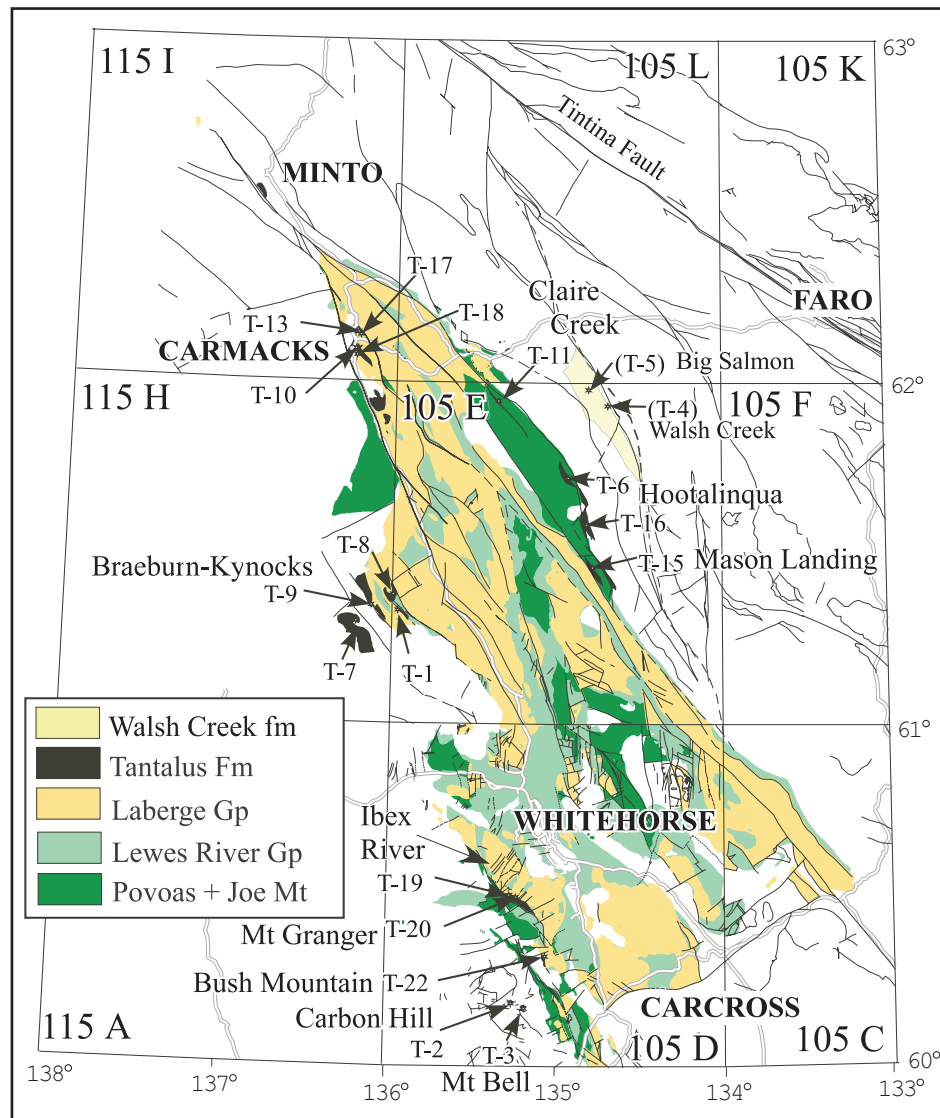 115 I
105 L
105 K
63°
Tintina Fault
MINTO
T-17
Claire
Creek
FARO
T-13
T-18
CARMACKS
T-11
(T-5)
Big Salmon
T-10
62°
115 H
105 E
(T-4)
105 F
Walsh Creek
T-6
Hootalinqua
T-16
T-8
Braeburn-Kynocks
T-15
Mason Landing
T-9
T-7
T-1
Walsh Creek fm
Tantalus Fm
Laberge Gp
Lewes River Gp
Povoas + Joe Mt
61°
Ibex
River
WHITEHORSE
T-19
Mt Granger
T-20
Bush Mountain
T-22
Carbon Hill
CARCROSS
115 A
T-2
T-3
105 D
105 C
60°
Mt Bell
138°
137°
136°
135°
134°
133°